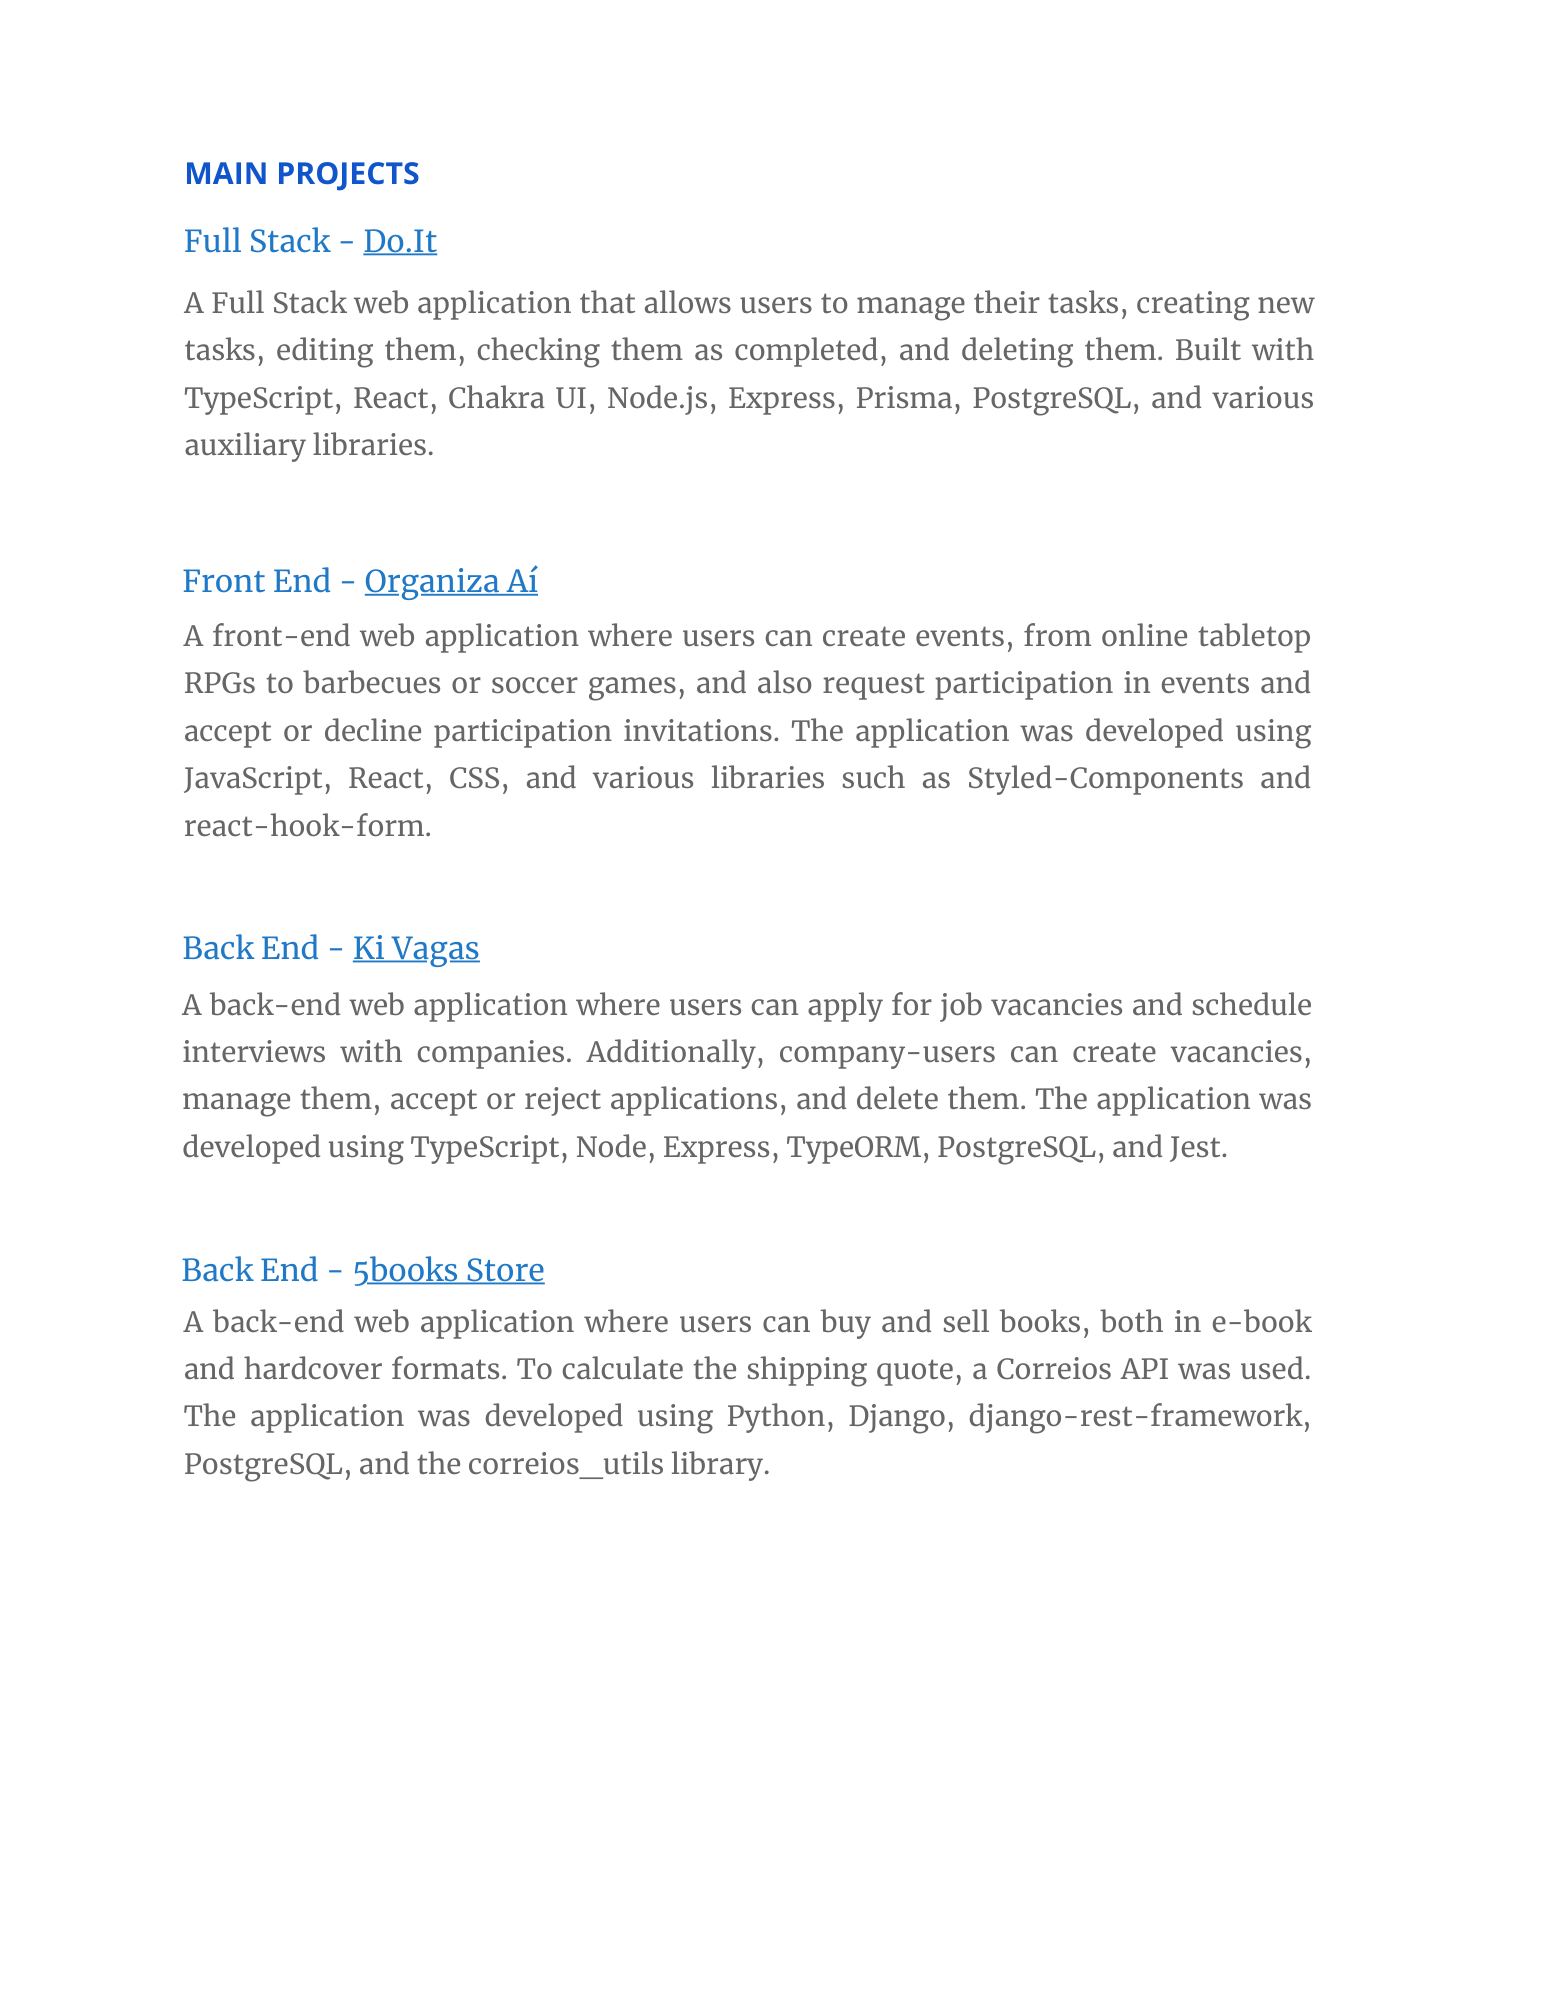 MAIN PROJECTS
Full Stack - Do.It
A Full Stack web application that allows users to manage their tasks, creating new
tasks, editing them, checking them as completed, and deleting them. Built with
TypeScript, React, Chakra UI, Node.js, Express, Prisma, PostgreSQL, and various
auxiliary libraries.
Front End - Organiza Aí
A front-end web application where users can create events, from online tabletop
RPGs to barbecues or soccer games, and also request participation in events and
accept or decline participation invitations. The application was developed using
JavaScript, React, CSS, and various libraries such as Styled-Components and
react-hook-form.
Back End - Ki Vagas
A back-end web application where users can apply for job vacancies and schedule
interviews with companies. Additionally, company-users can create vacancies,
manage them, accept or reject applications, and delete them. The application was
developed using TypeScript, Node, Express, TypeORM, PostgreSQL, and Jest.
Back End - 5books Store
A back-end web application where users can buy and sell books, both in e-book
and hardcover formats. To calculate the shipping quote, a Correios API was used.
The application was developed using Python, Django, django-rest-framework,
PostgreSQL, and the correios_utils library.